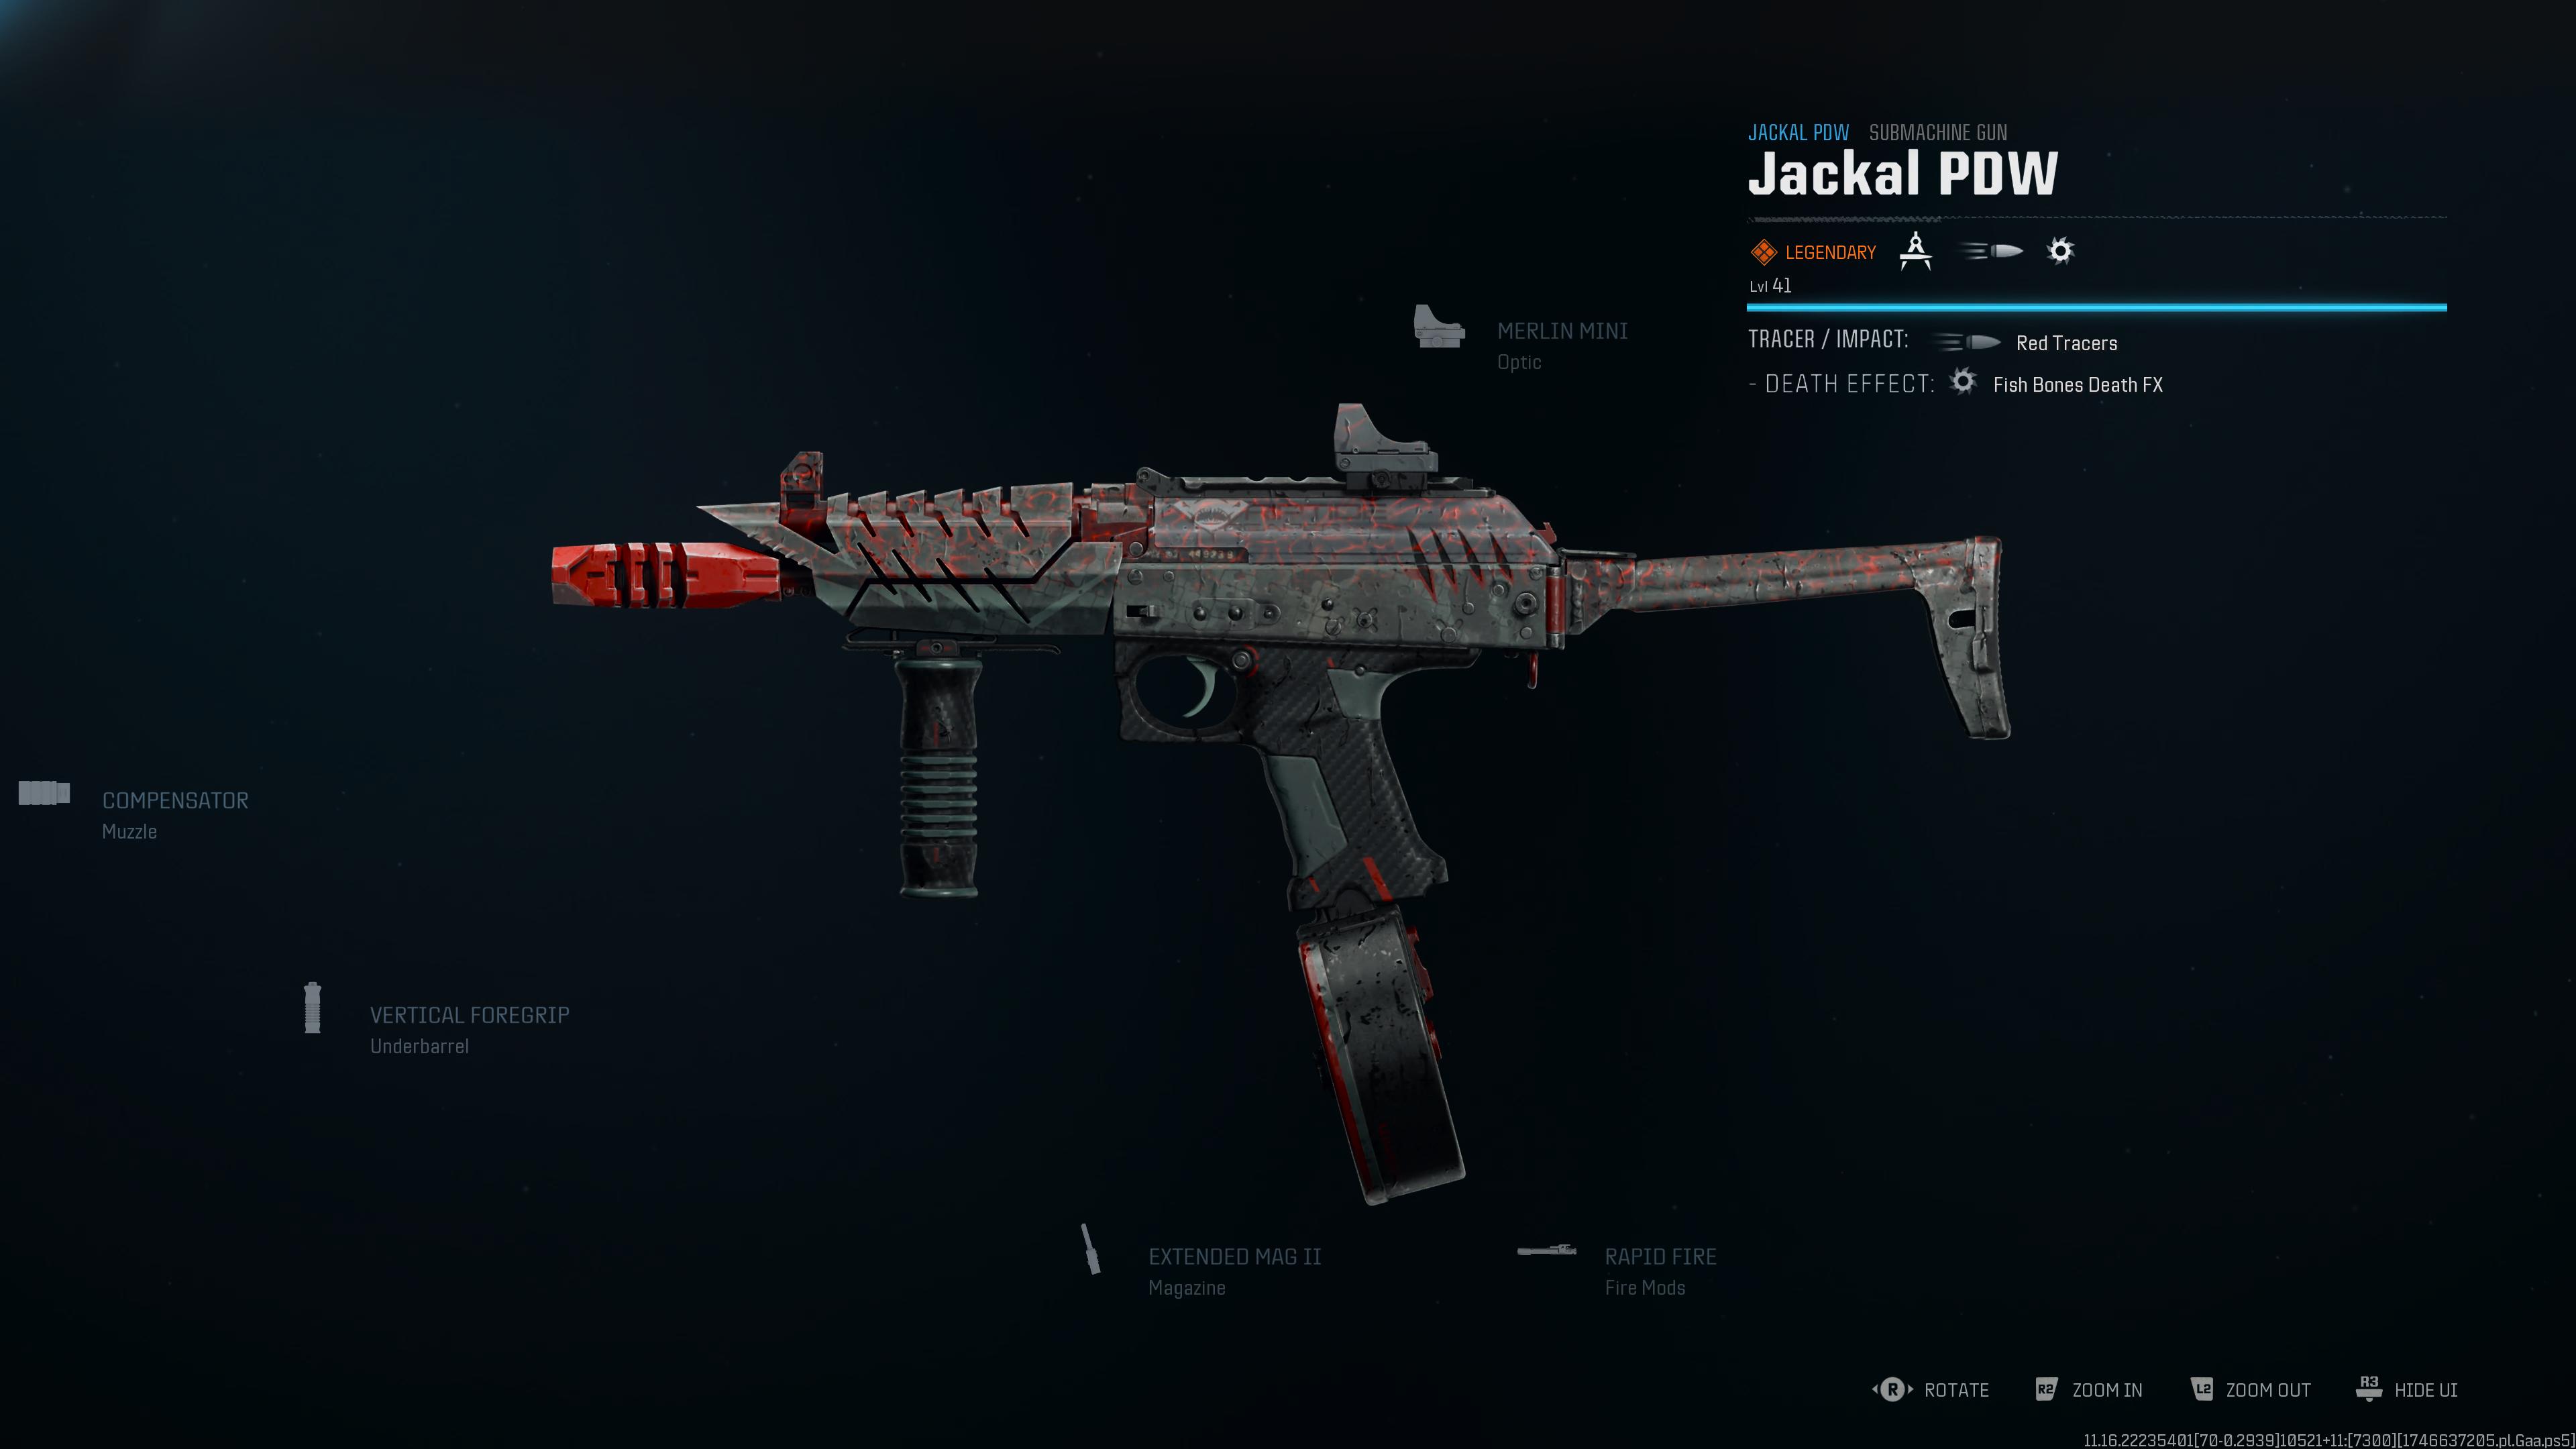 JACKAL PDW SUBMACHINE GUN
Jackal PDW
LEGENDARY
Lvl 41
TRACER / IMPACT: Red Tracers
- DEATH EFFECT: Fish Bones Death FX
MERLIN MINI
Optic
COMPENSATOR
Muzzle
VERTICAL FOREGRIP
Underbarrel
EXTENDED MAG II
Magazine
RAPID FIRE
Fire Mods
R ROTATE R2 ZOOM IN L2 ZOOM OUT R3 HIDE UI
11.16.22235401[70-0.2939]10521+11:[7300][1746637205.pl.Gaa.ps5]